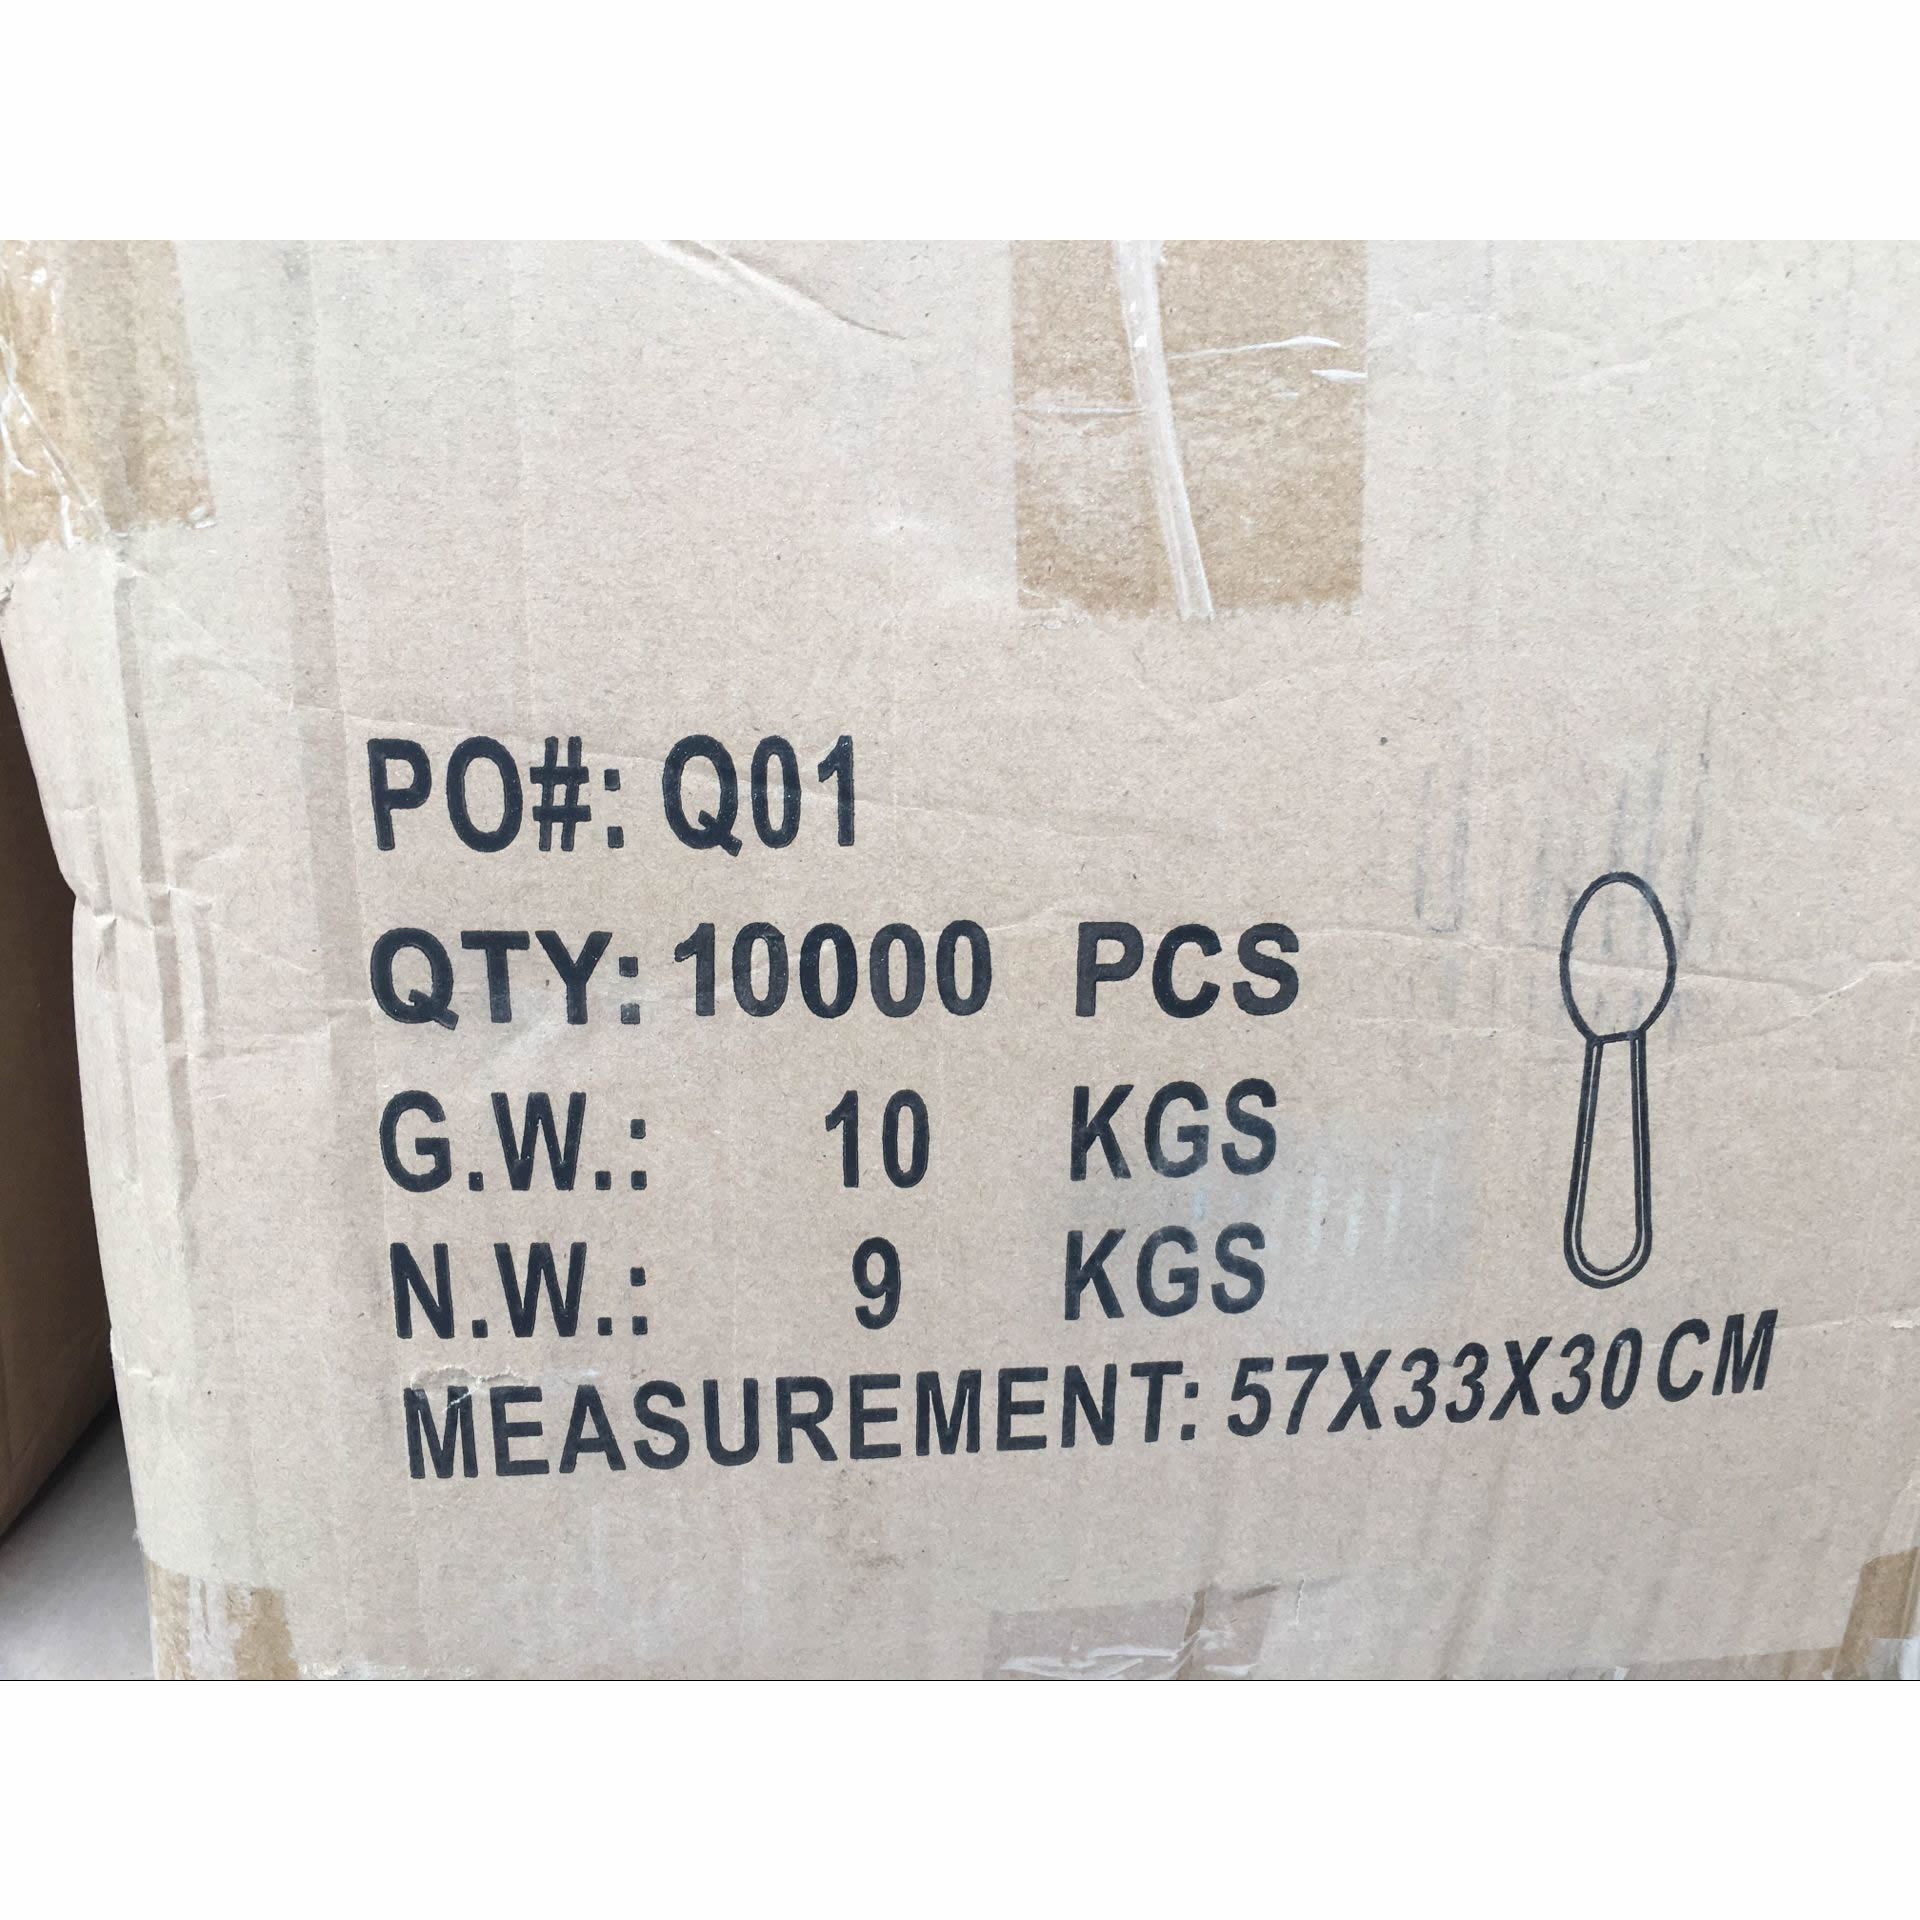 PO#: Q01
QTY: 10000 PCS
G.W.: 10 KGS
N.W.: 9 KGS
MEASUREMENT: 57X33X30CM